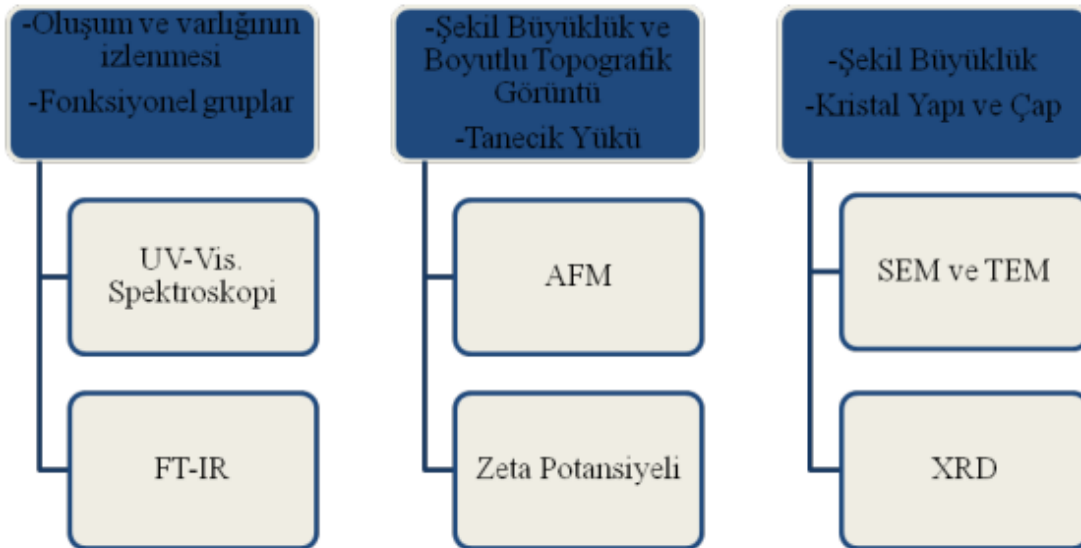 -Oluşum ve varlığının
izlenmesi
-Fonksiyonel gruplar
UV-Vis.
Spektroskopi
FT-IR
-Şekil Büyüklük ve
Boyutlu Topografik
Görüntü
-Tanecik Yükü
AFM
Zeta Potansiyeli
-Şekil Büyüklük
-Kristal Yapı ve Çap
SEM ve TEM
XRD